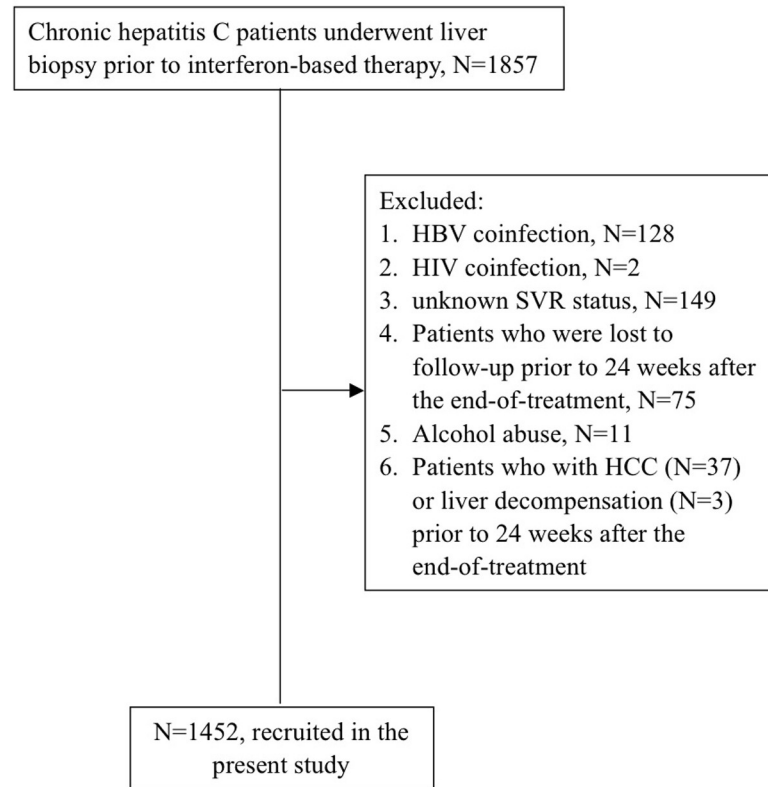 Chronic hepatitis C patients underwent liver
biopsy prior to interferon-based therapy, N=1857
Excluded:
1. HBV coinfection, N=128
2. HIV coinfection, N=2
3. unknown SVR status, N=149
4. Patients who were lost to
follow-up prior to 24 weeks after
the end-of-treatment, N=75
5. Alcohol abuse, N=11
6. Patients who with HCC (N=37)
or liver decompensation (N=3)
prior to 24 weeks after the
end-of-treatment
N=1452, recruited in the
present study